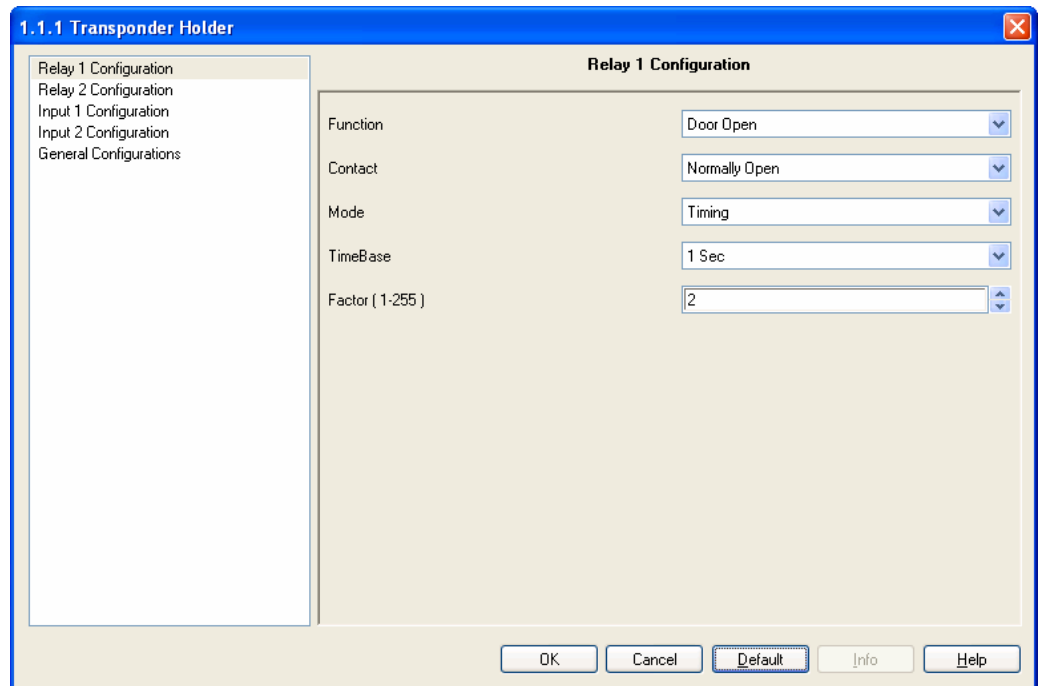 1.1.1 Transponder Holder
Relay 1 Configuration
Relay 2 Configuration
Input 1 Configuration
Input 2 Configuration
General Configurations
Relay 1 Configuration
Function Door Open
Contact Normally Open
Mode Timing
TimeBase 1 Sec
Factor ( 1-255 ) 2
OK Cancel Default Info Help